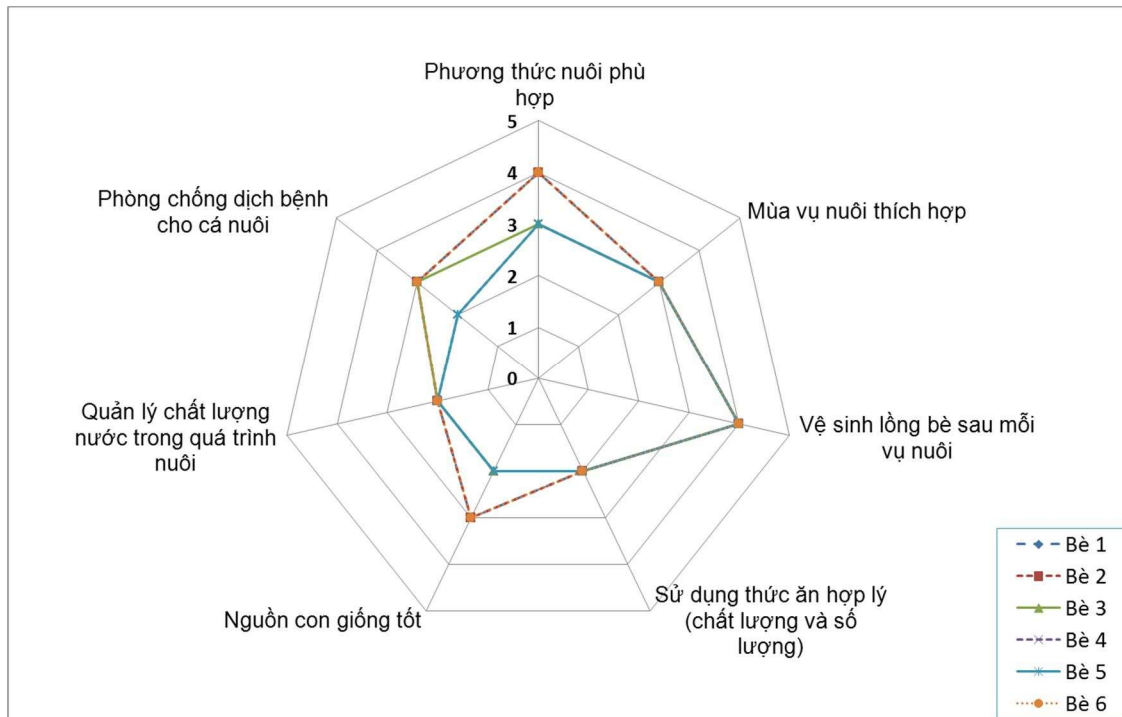 Phương thức nuôi phù
hợp
5
4
3
2
1
0
Mùa vụ nuôi thích hợp
Vệ sinh lồng bè sau mỗi
vụ nuôi
Sử dụng thức ăn hợp lý
(chất lượng và số
lượng)
Nguồn con giống tốt
Quản lý chất lượng
nước trong quá trình
nuôi
Phòng chống dịch bệnh
cho cá nuôi
Bè 1
Bè 2
Bè 3
Bè 4
Bè 5
Bè 6